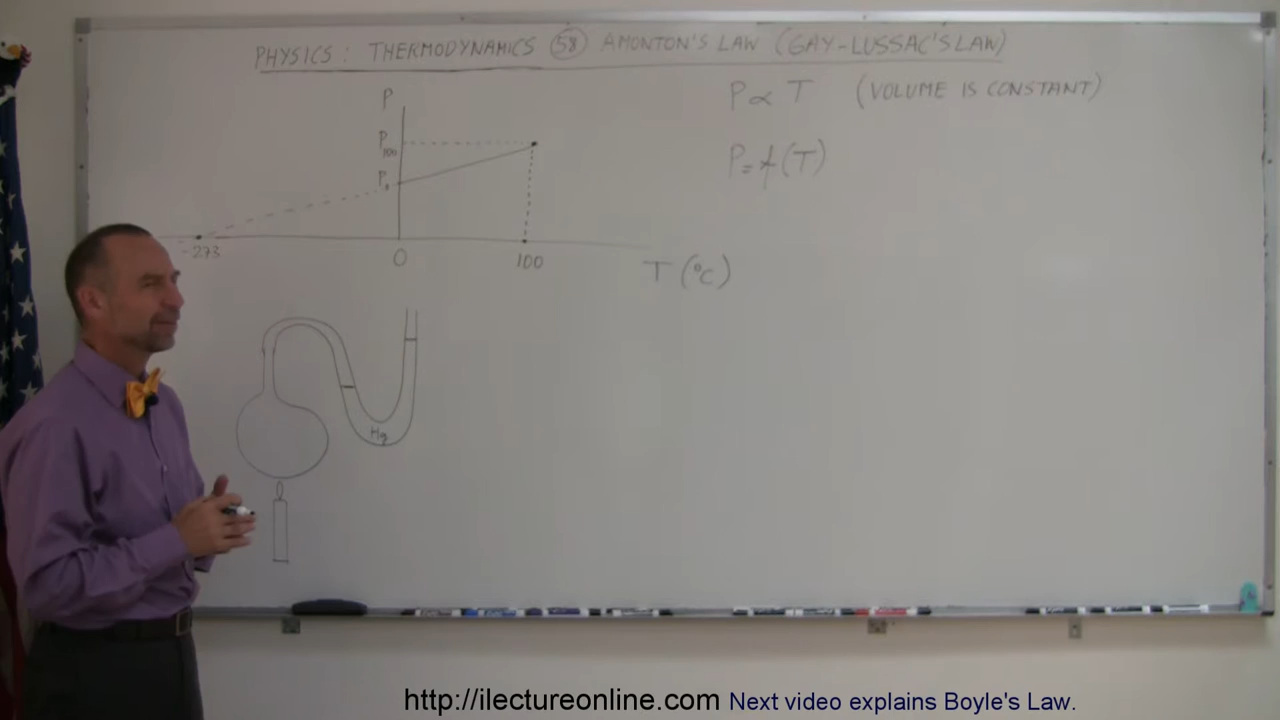 PHYSICS: THERMODYNAMICS 58 AMONTON'S LAW (GAY-LUSSAC'S LAW)
P ∝ T (VOLUME IS CONSTANT)
P = f(T)
P
P₁₀₀
P₀
-273
0
100
T (°C)
Hg
http://ilectureonline.com Next video explains Boyle's Law.